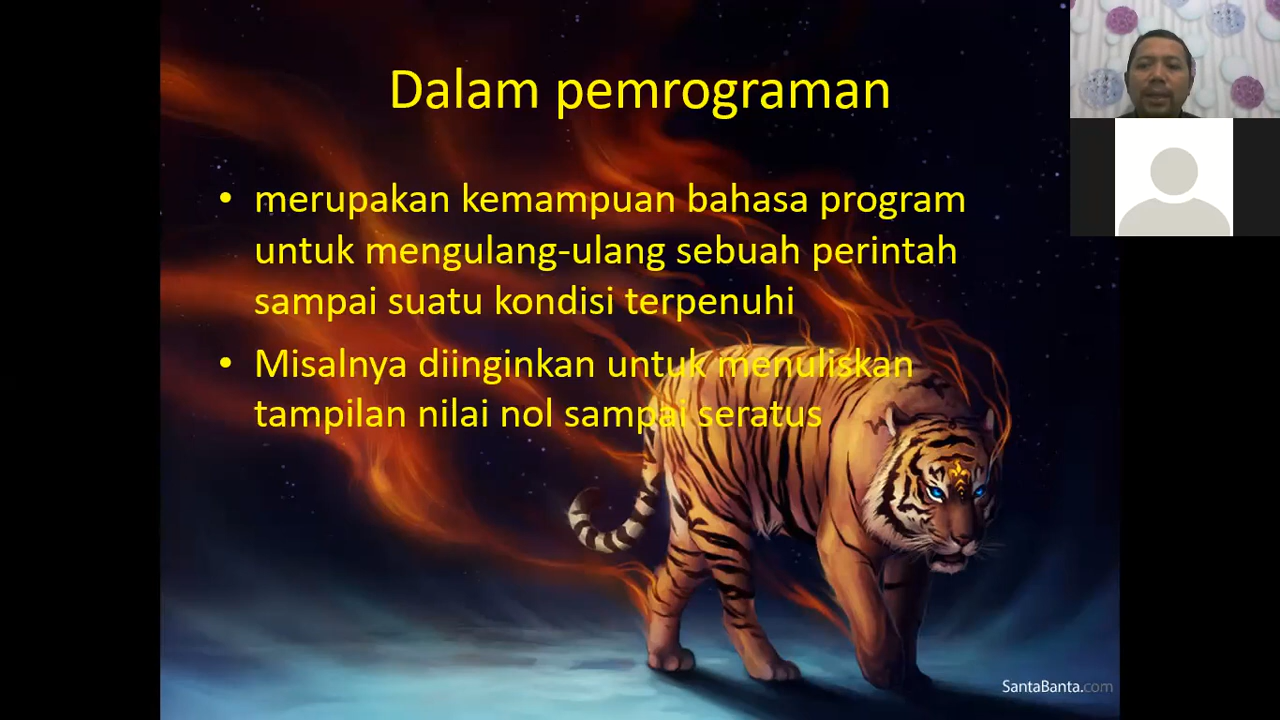 Dalam pemrograman
• merupakan kemampuan bahasa program
untuk mengulang-ulang sebuah perintah
sampai suatu kondisi terpenuhi
• Misalnya diinginkan untuk menuliskan
tampilan nilai nol sampai seratus
SantaBanta.com